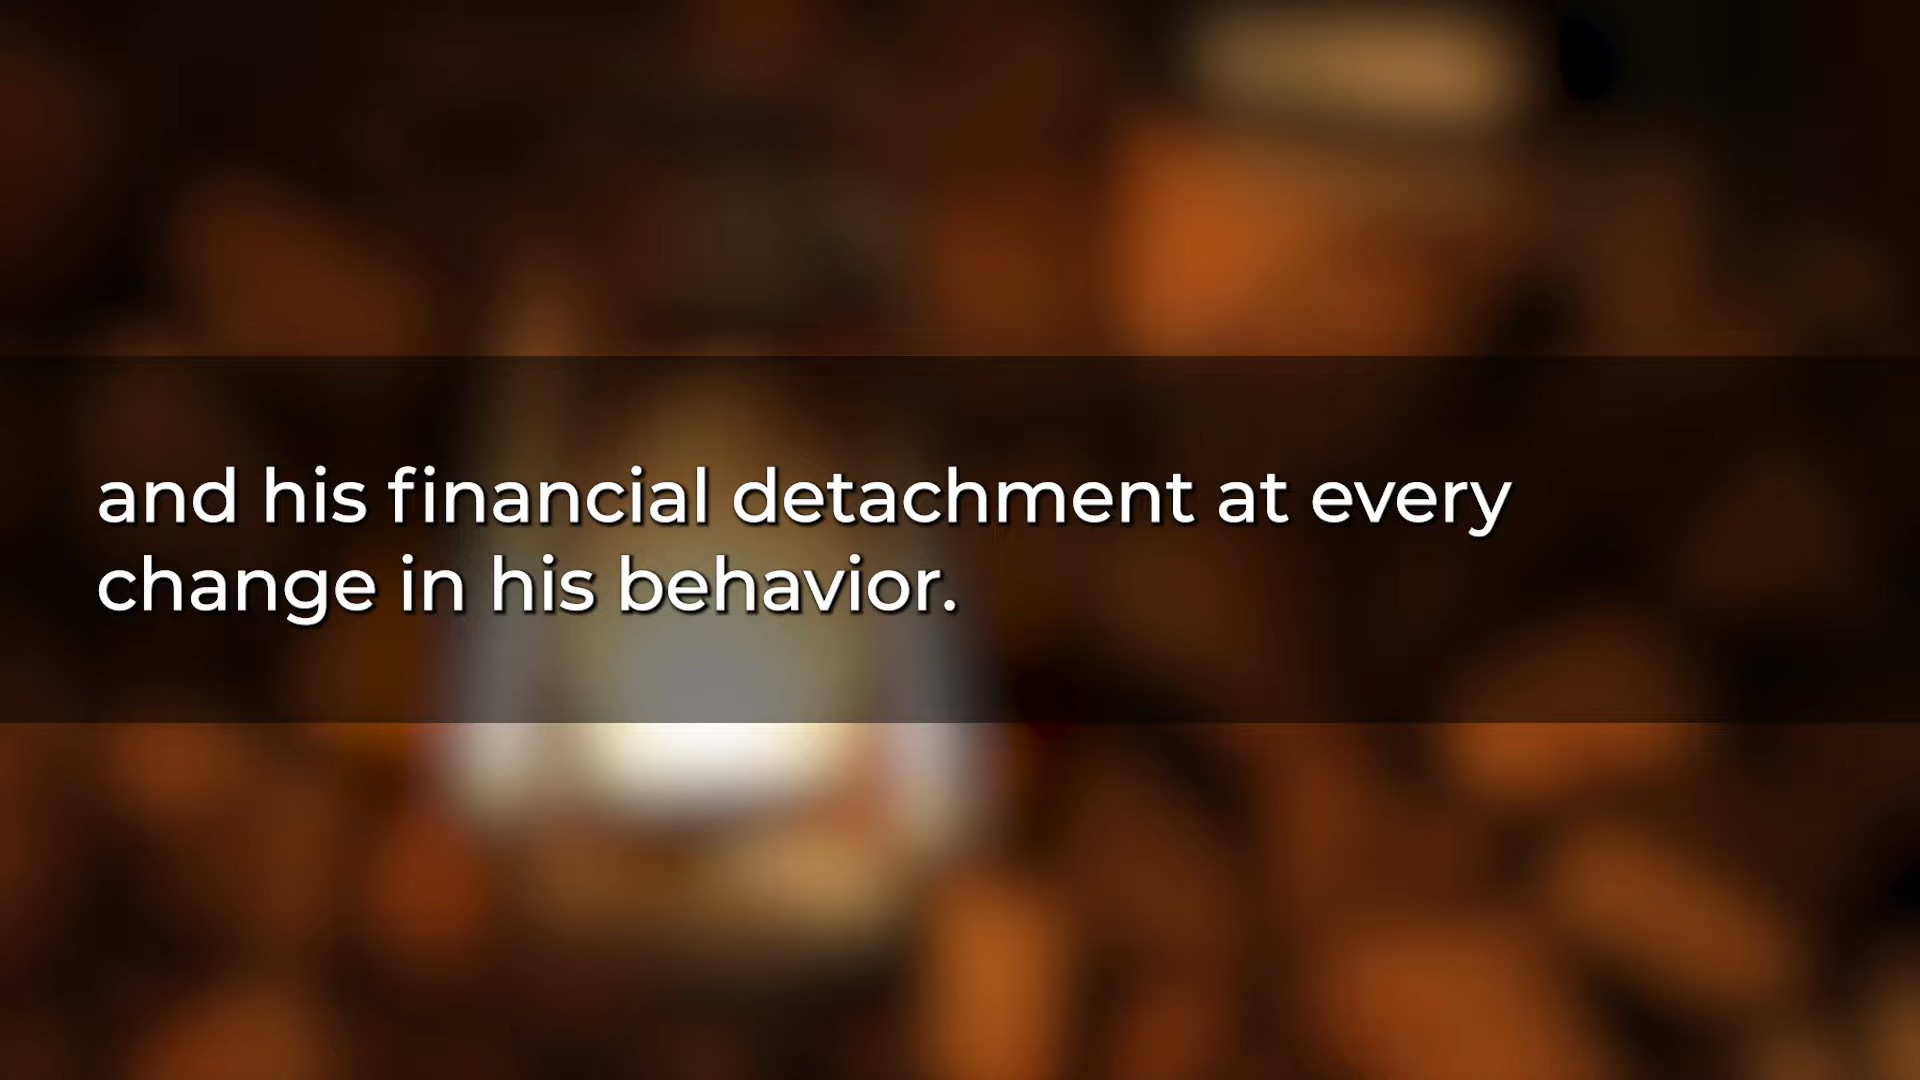 and his financial detachment at every
change in his behavior.